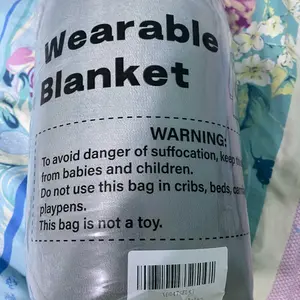 Wearable
Blanket
WARNING:
To avoid danger of suffocation, keep
from babies and children.
Do not use this bag in cribs, beds,
playpens.
This bag is not a toy.